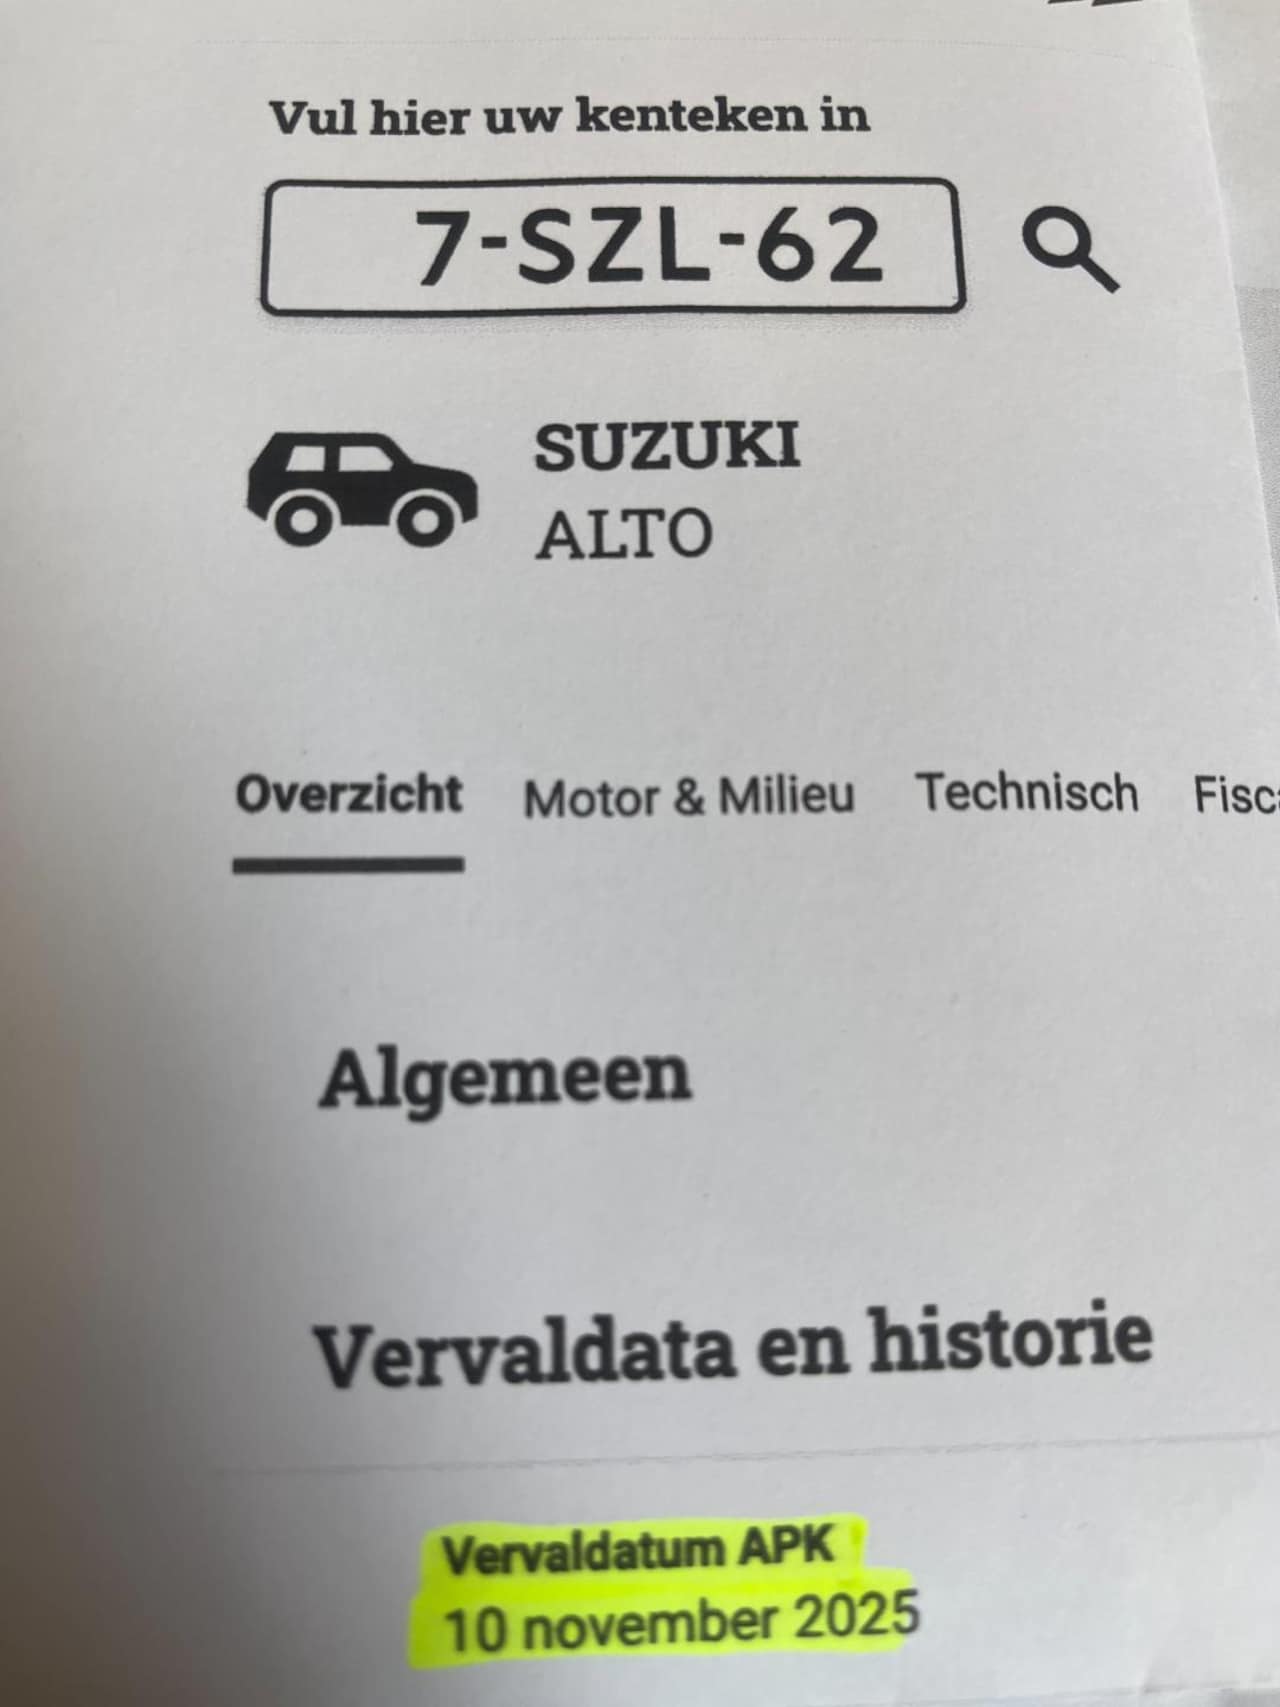 Vul hier uw kenteken in
7-SZL-62
SUZUKI
ALTO
Overzicht Motor & Milieu Technisch
Algemeen
Vervaldata en historie
Vervaldatum APK
10 november 2025